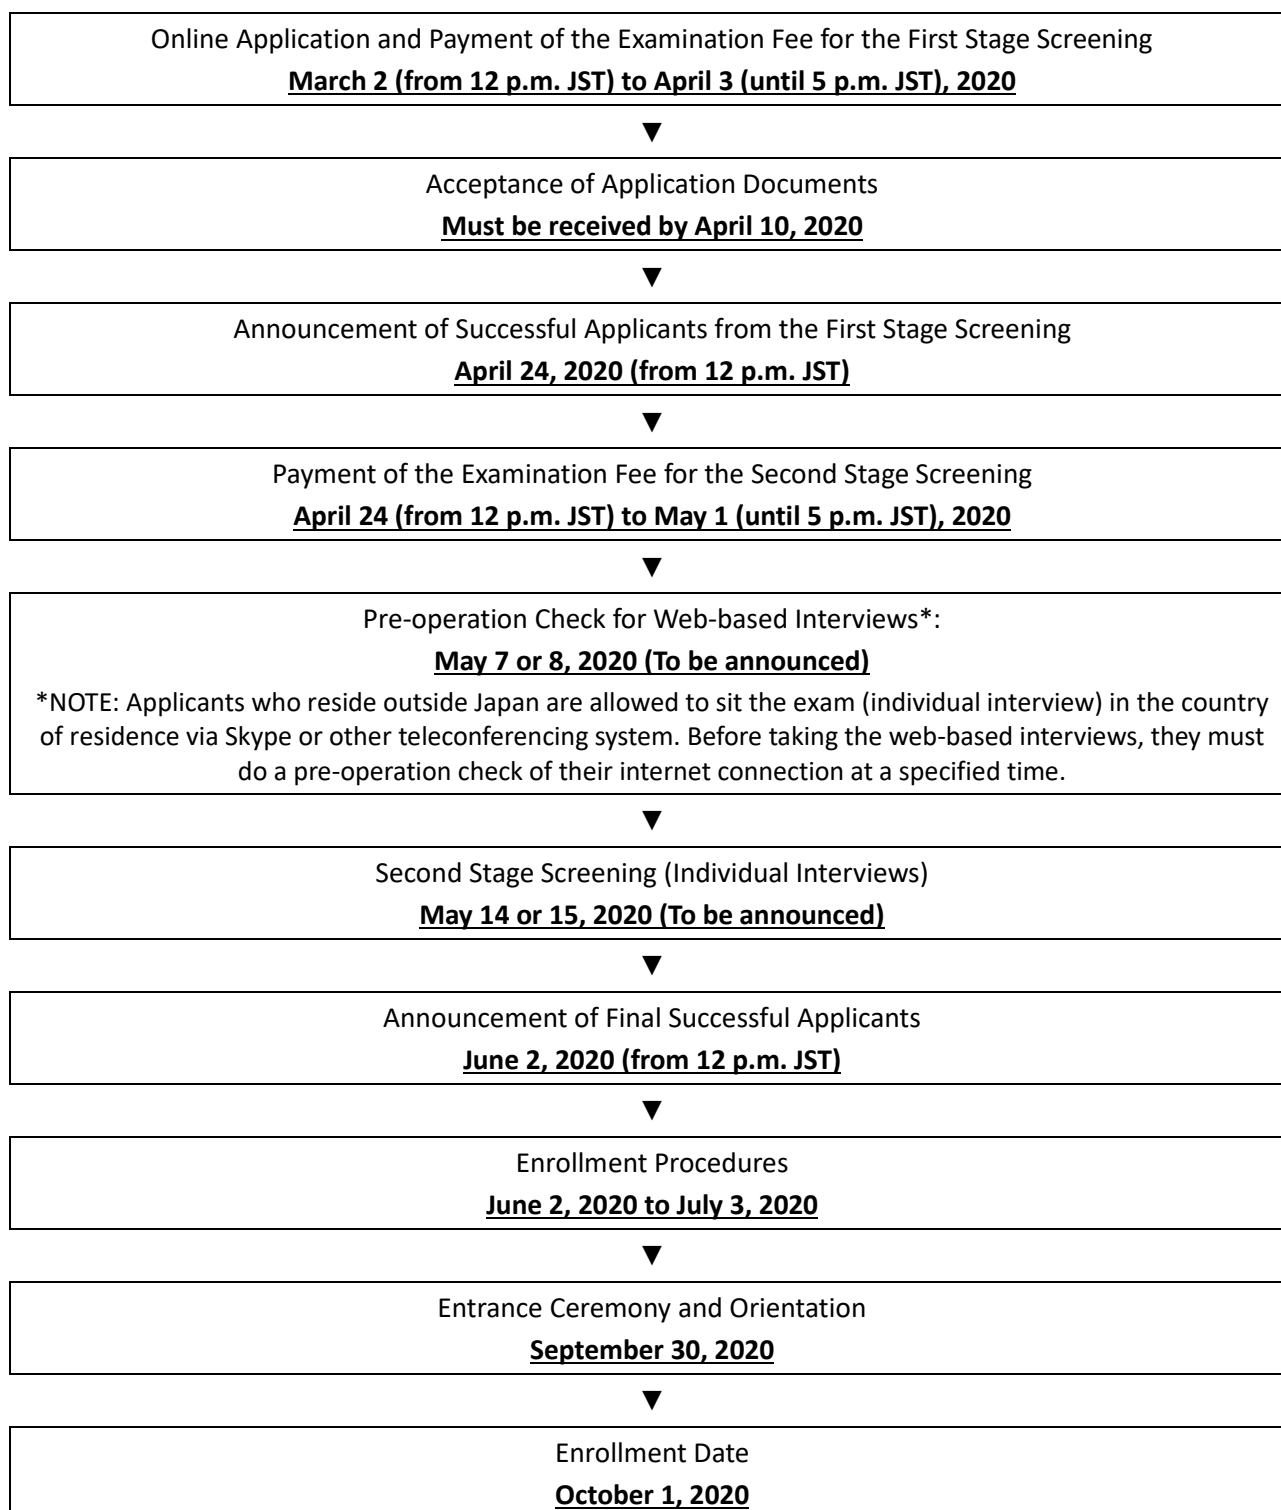 Online Application and Payment of the Examination Fee for the First Stage Screening
March 2 (from 12 p.m. JST) to April 3 (until 5 p.m. JST), 2020
▼
Acceptance of Application Documents
Must be received by April 10, 2020
▼
Announcement of Successful Applicants from the First Stage Screening
April 24, 2020 (from 12 p.m. JST)
▼
Payment of the Examination Fee for the Second Stage Screening
April 24 (from 12 p.m. JST) to May 1 (until 5 p.m. JST), 2020
▼
Pre-operation Check for Web-based Interviews*:
May 7 or 8, 2020 (To be announced)
*NOTE: Applicants who reside outside Japan are allowed to sit the exam (individual interview) in the country
of residence via Skype or other teleconferencing system. Before taking the web-based interviews, they must
do a pre-operation check of their internet connection at a specified time.
▼
Second Stage Screening (Individual Interviews)
May 14 or 15, 2020 (To be announced)
▼
Announcement of Final Successful Applicants
June 2, 2020 (from 12 p.m. JST)
▼
Enrollment Procedures
June 2, 2020 to July 3, 2020
▼
Entrance Ceremony and Orientation
September 30, 2020
▼
Enrollment Date
October 1, 2020